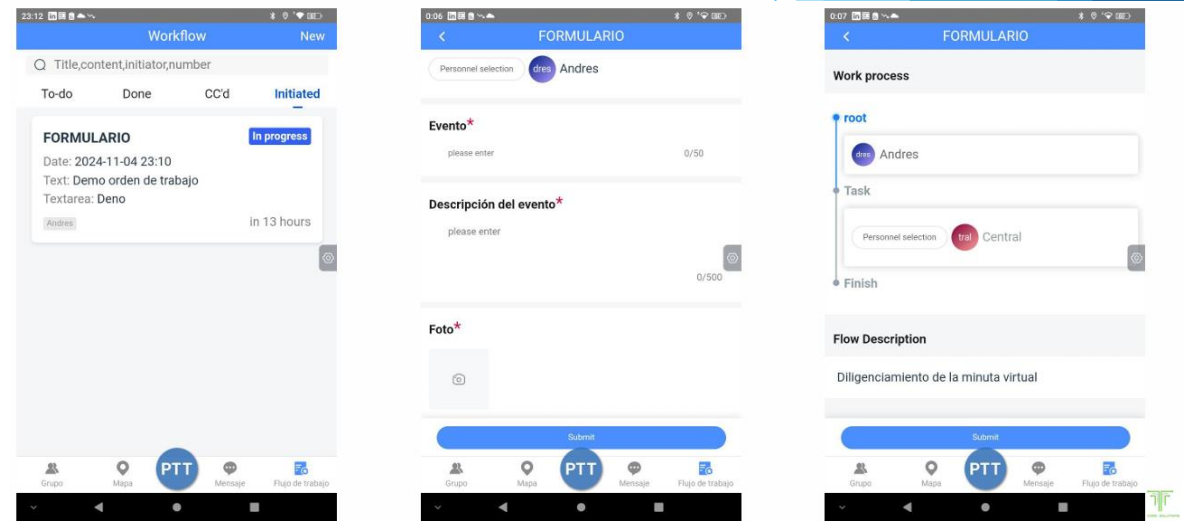 23:12
Workflow
New
Title,content,initiator,number
To-do
Done
CC'd
Initiated
FORMULARIO
In progress
Date: 2024-11-04 23:10
Text: Demo orden de trabajo
Textarea: Deno
Andres
in 13 hours
Grupo
Mapa
PTT
Mensaje
Flujo de trabajo
0:06
FORMULARIO
Personnel selection
dres
Andres
Evento*
please enter
0/50
Descripción del evento*
please enter
0/500
Foto*
Submit
Grupo
Mapa
PTT
Mensaje
Flujo de trabajo
0:07
FORMULARIO
Work process
root
dres
Andres
Task
Personnel selection
tral
Central
Finish
Flow Description
Diligenciamiento de la minuta virtual
Submit
Grupo
Mapa
PTT
Mensaje
Flujo de trabajo